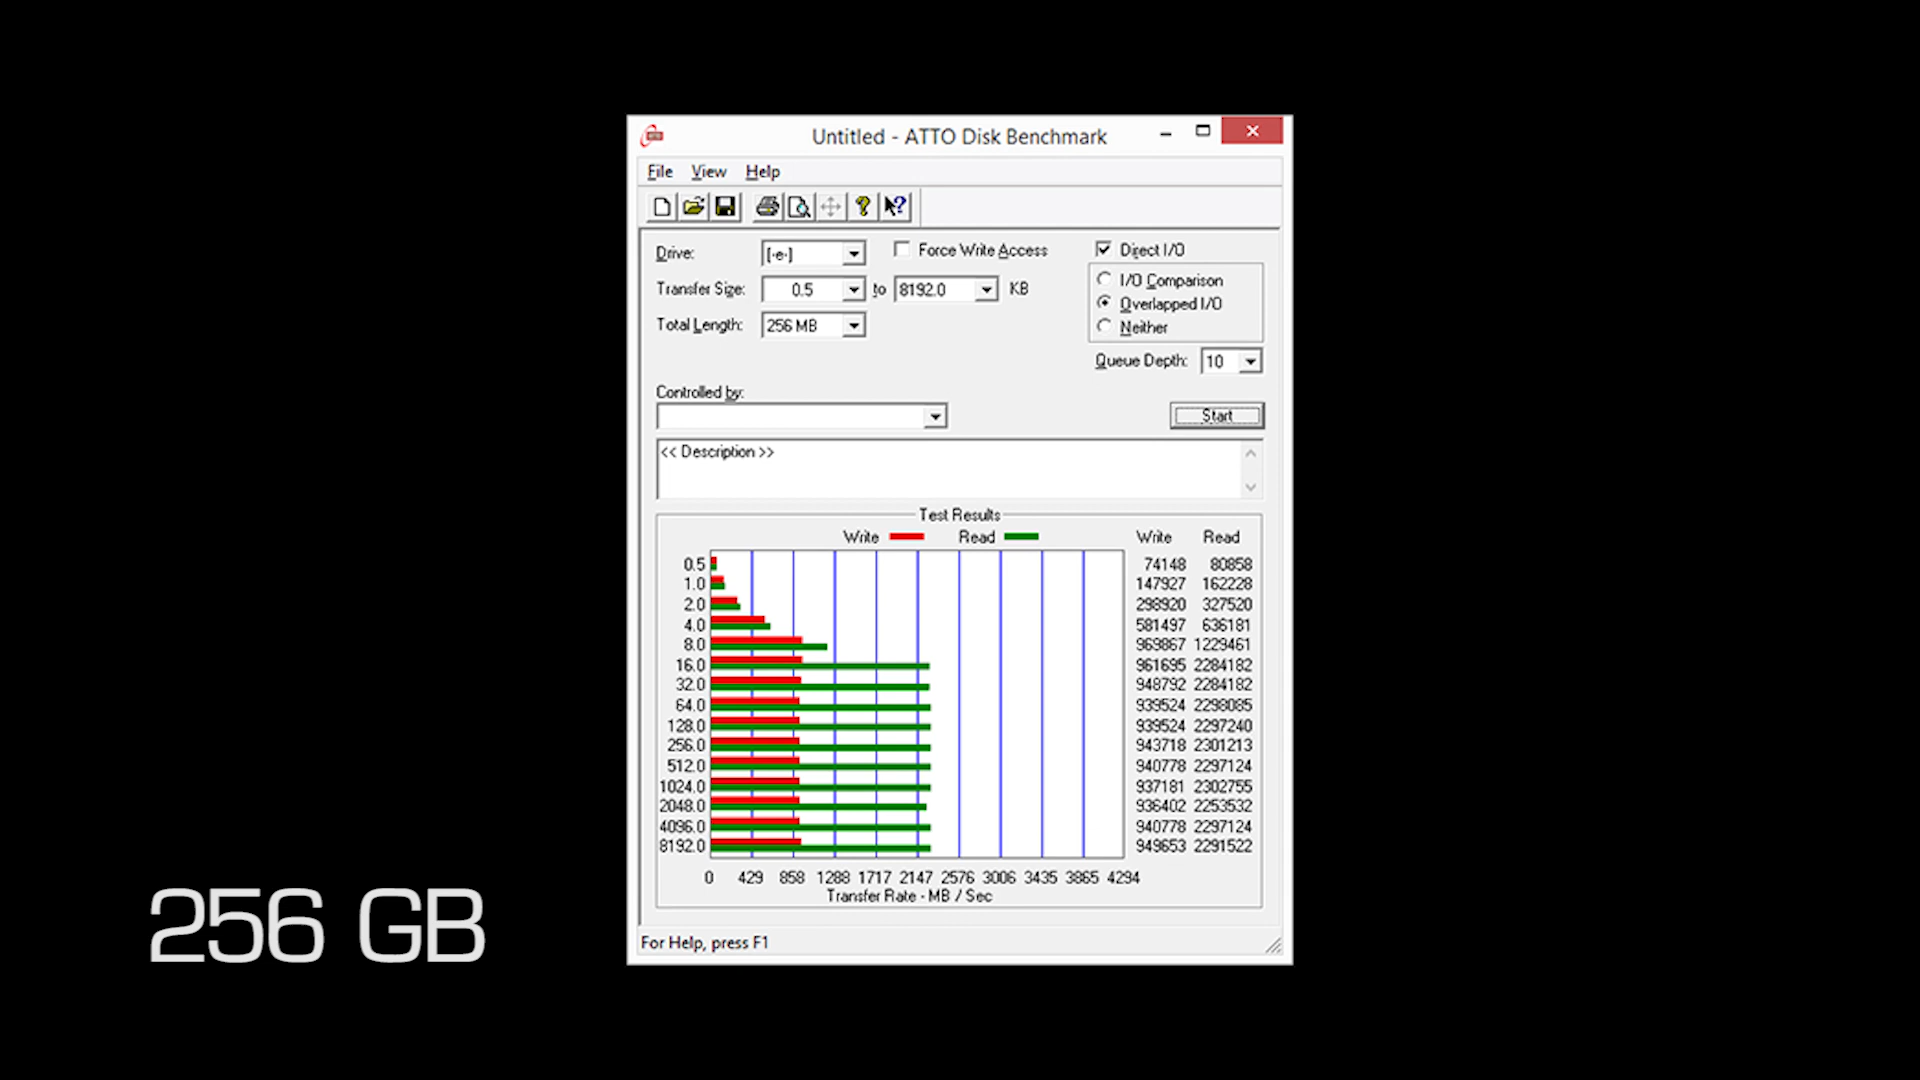 Untitled - ATTO Disk Benchmark
File View Help
Drive: [-e-] Force Write Access Direct I/O
Transfer Size: 0.5 to 8192.0 KB I/O Comparison
Overlapped I/O
Total Length: 256 MB Neither
Queue Depth: 10
Controlled by:
Start
<< Description >>
Test Results
Write Read Write Read
0.5 74148 80858
1.0 147927 162228
2.0 298920 327520
4.0 581497 636181
8.0 969867 1229461
16.0 961695 2284182
32.0 948792 2284182
64.0 939524 2298085
128.0 939524 2297240
256.0 943718 2301213
512.0 940778 2297124
1024.0 937181 2302755
2048.0 936402 2253532
4096.0 940778 2297124
8192.0 949653 2291522
0 429 858 1288 1717 2147 2576 3006 3435 3865 4294
Transfer Rate - MB / Sec
For Help, press F1
256 GB